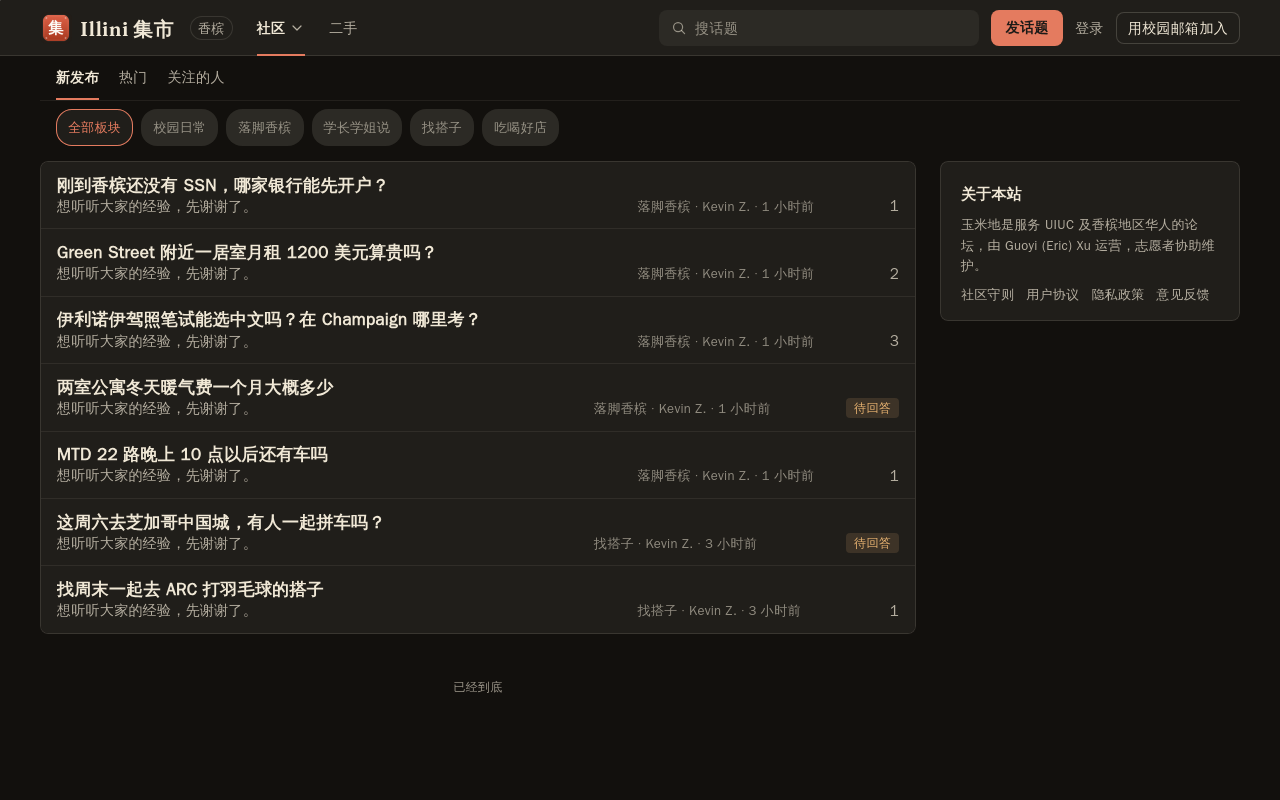 集 Illini 集市 香槟 社区 二手 搜话题 发话题 登录 用校园邮箱加入
新发布 热门 关注的人
全部板块 校园日常 落脚香槟 学长学姐说 找搭子 吃喝好店
刚到香槟还没有 SSN，哪家银行能先开户？
想听听大家的经验，先谢谢了。 落脚香槟 · Kevin Z. · 1 小时前 1
Green Street 附近一居室月租 1200 美元算贵吗？
想听听大家的经验，先谢谢了。 落脚香槟 · Kevin Z. · 1 小时前 2
伊利诺伊驾照笔试能选中文吗？在 Champaign 哪里考？
想听听大家的经验，先谢谢了。 落脚香槟 · Kevin Z. · 1 小时前 3
两室公寓冬天暖气费一个月大概多少
想听听大家的经验，先谢谢了。 落脚香槟 · Kevin Z. · 1 小时前 待回答
MTD 22 路晚上 10 点以后还有车吗
想听听大家的经验，先谢谢了。 落脚香槟 · Kevin Z. · 1 小时前 1
这周六去芝加哥中国城，有人一起拼车吗？
想听听大家的经验，先谢谢了。 找搭子 · Kevin Z. · 3 小时前 待回答
找周末一起去 ARC 打羽毛球的搭子
想听听大家的经验，先谢谢了。 找搭子 · Kevin Z. · 3 小时前 1
已经到底
关于本站
玉米地是服务 UIUC 及香槟地区华人的论
坛，由 Guoyi (Eric) Xu 运营，志愿者协助维
护。
社区守则 用户协议 隐私政策 意见反馈